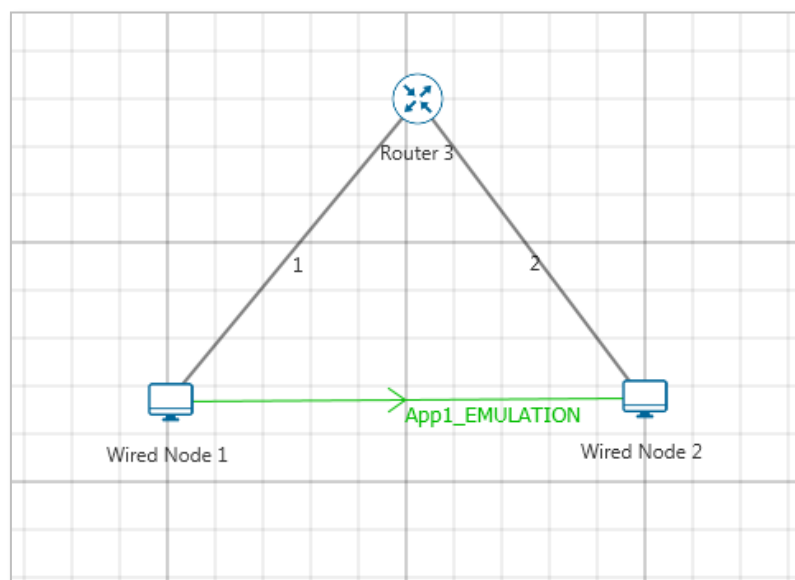 Router 3
1
2
App1_EMULATION
Wired Node 1
Wired Node 2